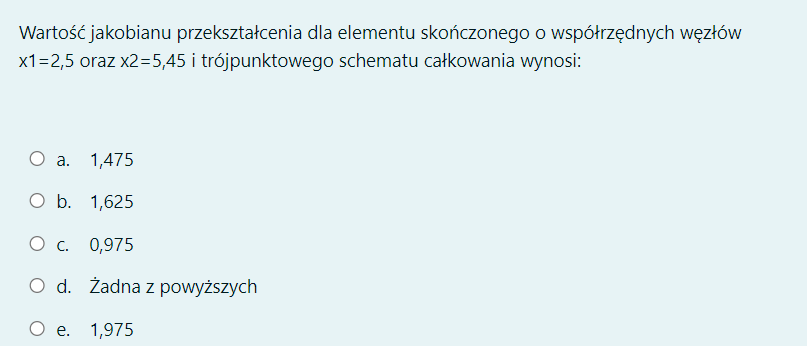 Wartość jakobianu przekształcenia dla elementu skończonego o współrzędnych węzłów
x1=2,5 oraz x2=5,45 i trójpunktowego schematu całkowania wynosi:
a. 1,475
b. 1,625
c. 0,975
d. Żadna z powyższych
e. 1,975